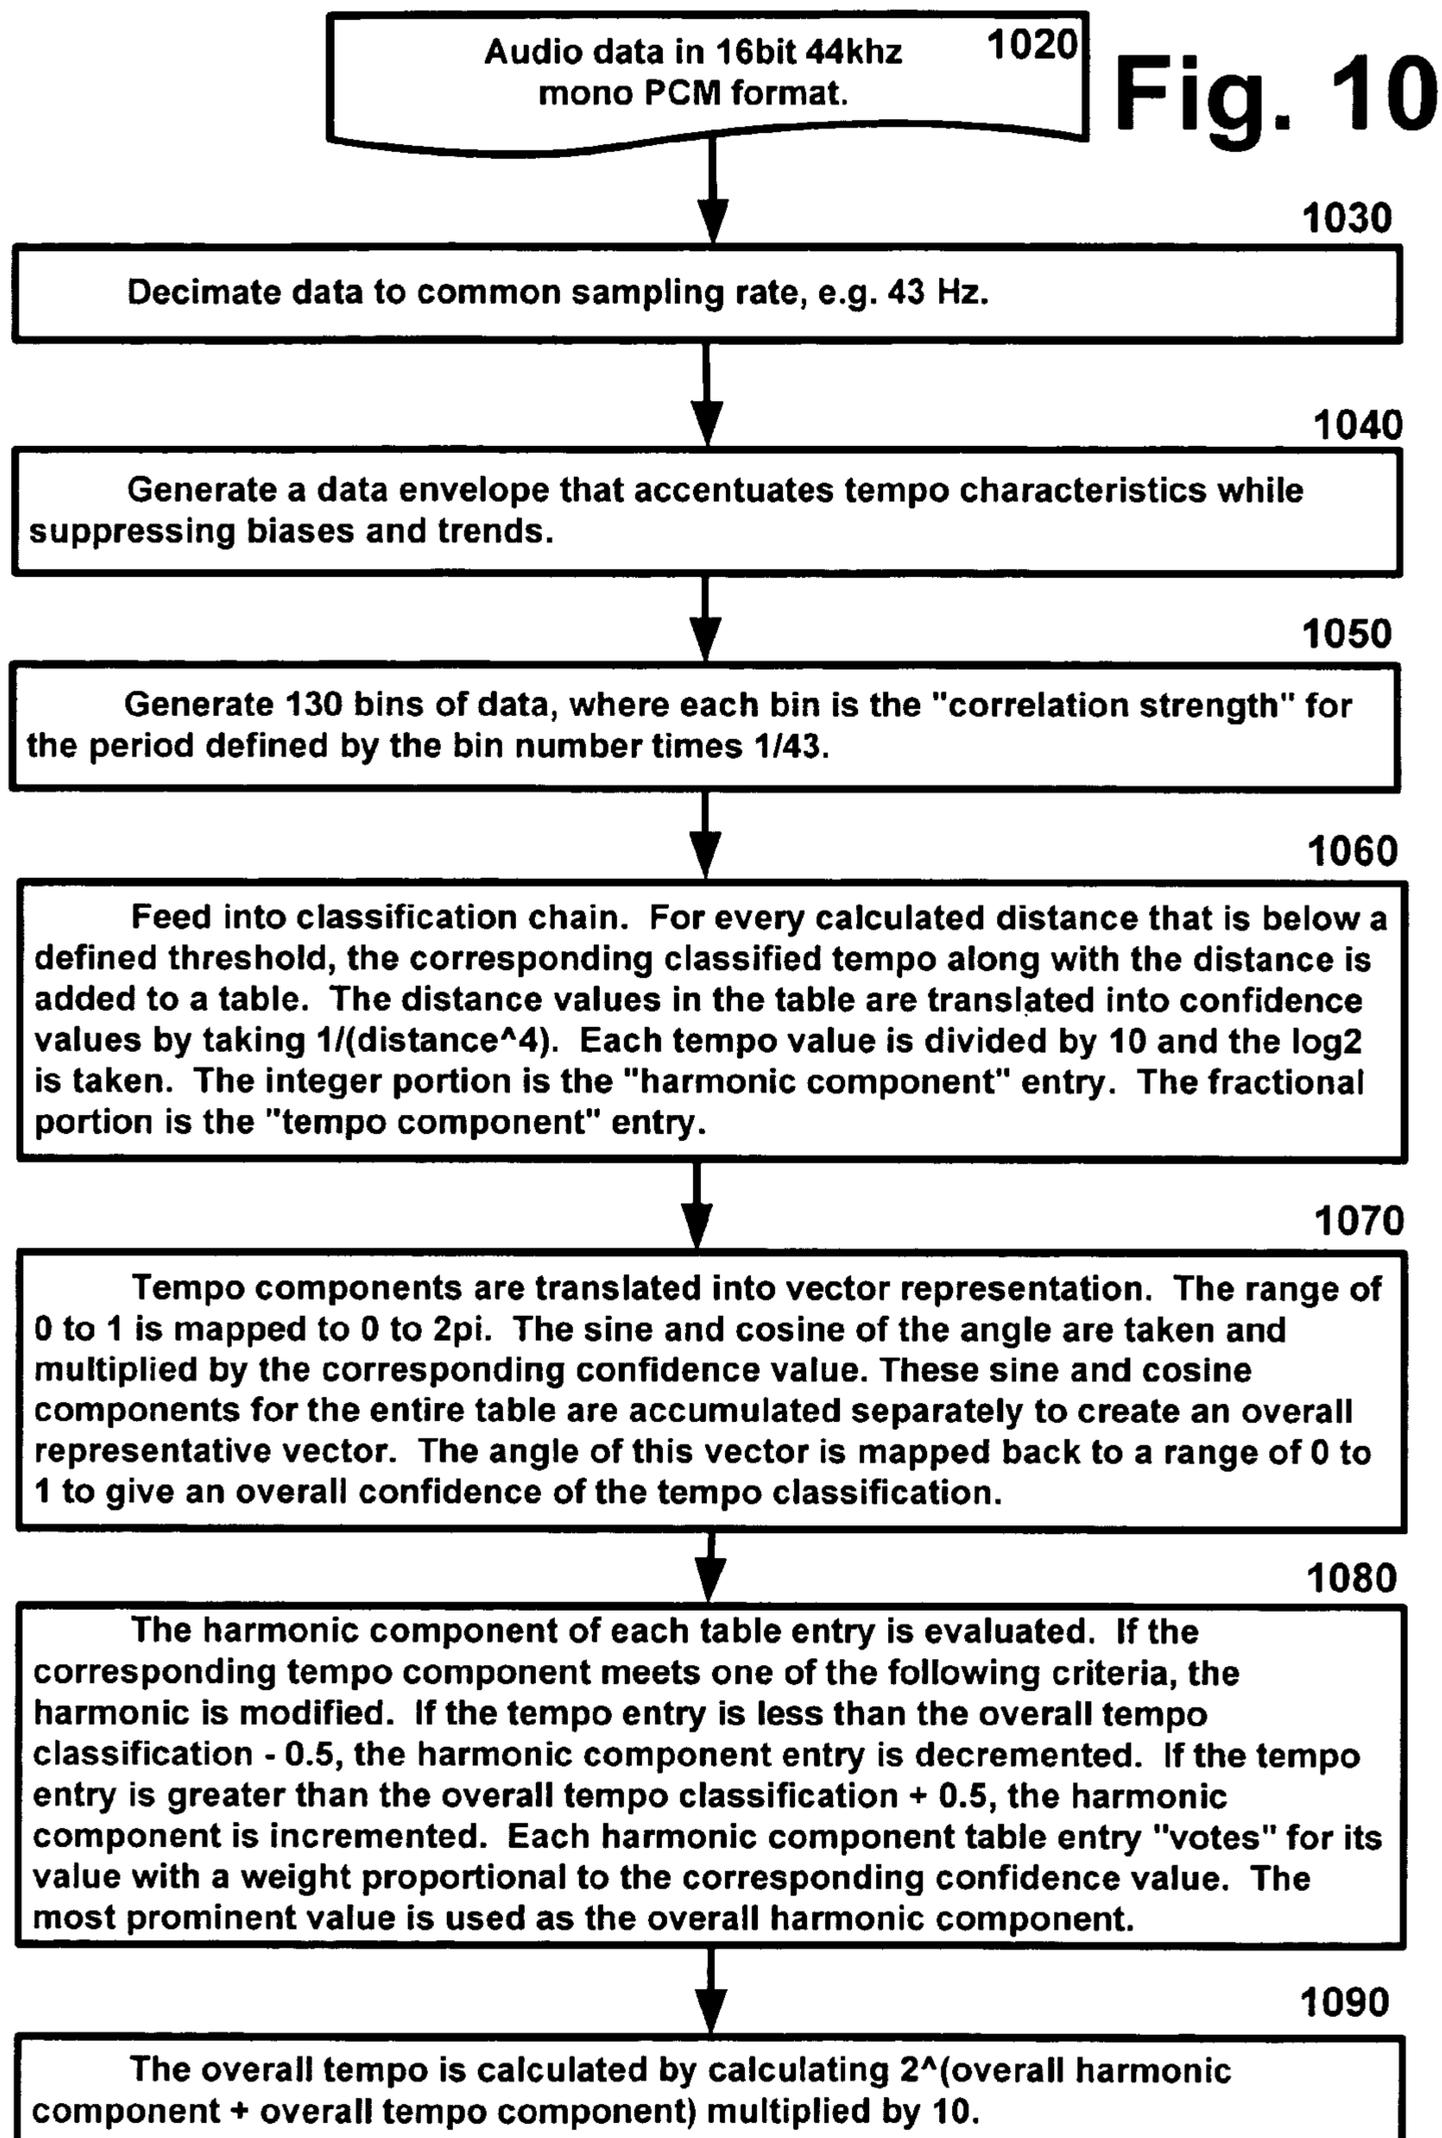 Audio data in 16bit 44khz
mono PCM format.
1020
Fig. 10
1030
Decimate data to common sampling rate, e.g. 43 Hz.
1040
Generate a data envelope that accentuates tempo characteristics while
suppressing biases and trends.
1050
Generate 130 bins of data, where each bin is the "correlation strength" for
the period defined by the bin number times 1/43.
1060
Feed into classification chain. For every calculated distance that is below a
defined threshold, the corresponding classified tempo along with the distance is
added to a table. The distance values in the table are translated into confidence
values by taking 1/(distance^4). Each tempo value is divided by 10 and the log2
is taken. The integer portion is the "harmonic component" entry. The fractional
portion is the "tempo component" entry.
1070
Tempo components are translated into vector representation. The range of
0 to 1 is mapped to 0 to 2pi. The sine and cosine of the angle are taken and
multiplied by the corresponding confidence value. These sine and cosine
components for the entire table are accumulated separately to create an overall
representative vector. The angle of this vector is mapped back to a range of 0 to
1 to give an overall confidence of the tempo classification.
1080
The harmonic component of each table entry is evaluated. If the
corresponding tempo component meets one of the following criteria, the
harmonic is modified. If the tempo entry is less than the overall tempo
classification - 0.5, the harmonic component entry is decremented. If the tempo
entry is greater than the overall tempo classification + 0.5, the harmonic
component is incremented. Each harmonic component table entry "votes" for its
value with a weight proportional to the corresponding confidence value. The
most prominent value is used as the overall harmonic component.
1090
The overall tempo is calculated by calculating 2^(overall harmonic
component + overall tempo component) multiplied by 10.